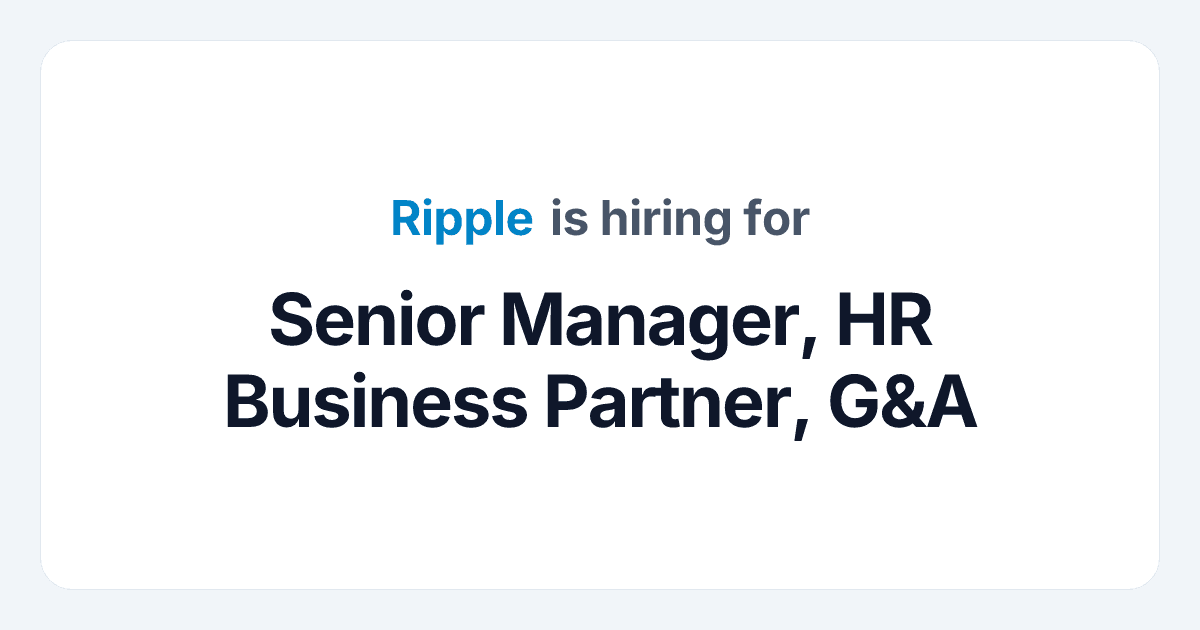 Ripple is hiring for
Senior Manager, HR
Business Partner, G&A